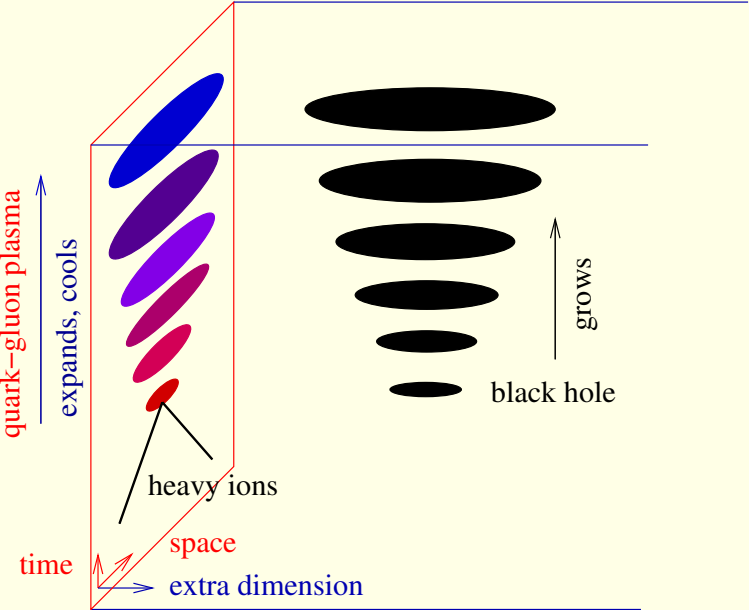 quark−gluon plasma
expands, cools
grows
black hole
heavy ions
space
time
extra dimension